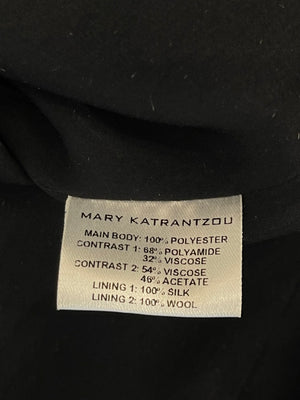 MARY KATRANTZOU
MAIN BODY: 100% POLYESTER
CONTRAST 1: 68% POLYAMIDE
32% VISCOSE
CONTRAST 2: 54% VISCOSE
46% ACETATE
LINING 1: 100% SILK
LINING 2: 100% WOOL